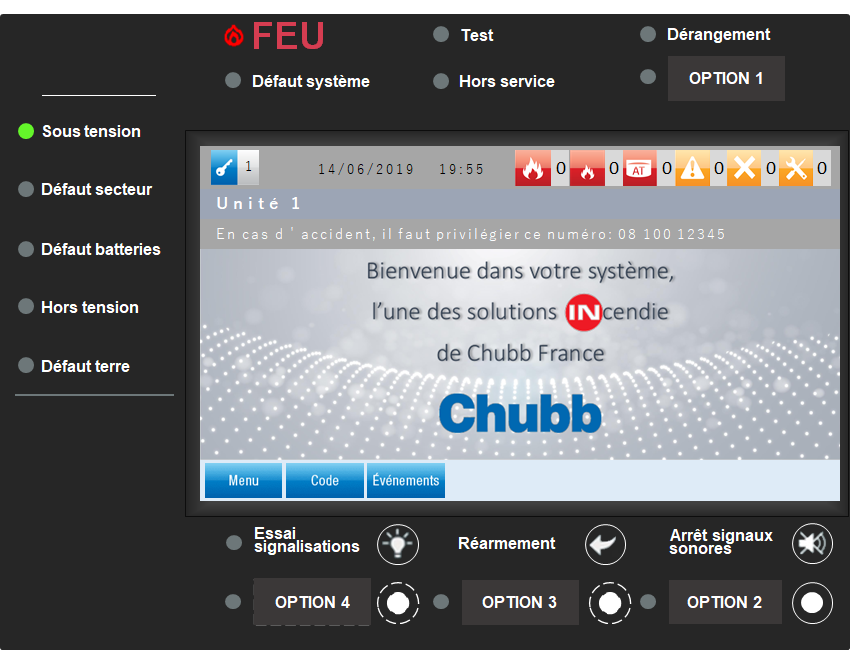 FEU
Test
Dérangement
Défaut système
Hors service
OPTION 1
Sous tension
Défaut secteur
Défaut batteries
Hors tension
Défaut terre
1
14/06/2019 19:55
0
0
AT
0
0
0
0
Unité 1
En cas d ' accident, il faut privilégier ce numéro: 08 100 12345
Bienvenue dans votre système,
l'une des solutions INcendie
de Chubb France
Chubb
Menu
Code
Événements
Essai
signalisations
Réarmement
Arrêt signaux
sonores
OPTION 4
OPTION 3
OPTION 2